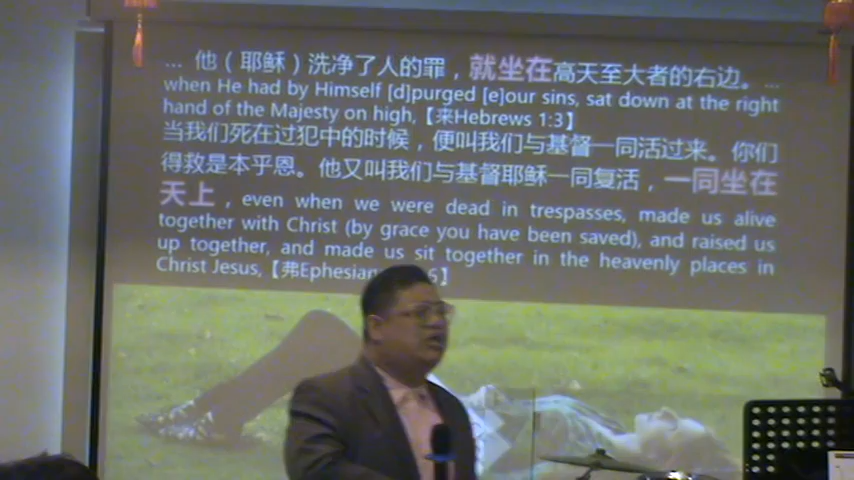 ... 他（耶稣）洗净了人的罪，就坐在高天至大者的右边。...
when He had by Himself [d]purged [e]our sins, sat down at the right
hand of the Majesty on high,【来Hebrews 1:3】
当我们死在过犯中的时候，便叫我们与基督一同活过来。你们
得救是本乎恩。他又叫我们与基督耶稣一同复活，一同坐在
天上，even when we were dead in trespasses, made us alive
together with Christ (by grace you have been saved), and raised us
up together, and made us sit together in the heavenly places in
Christ Jesus,【弗Ephesian 6】